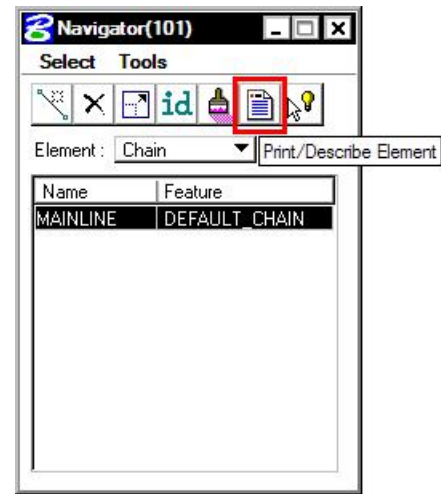 Navigator(101)
Select Tools
id
Element : Chain
Print/Describe Element
Name Feature
MAINLINE DEFAULT_CHAIN